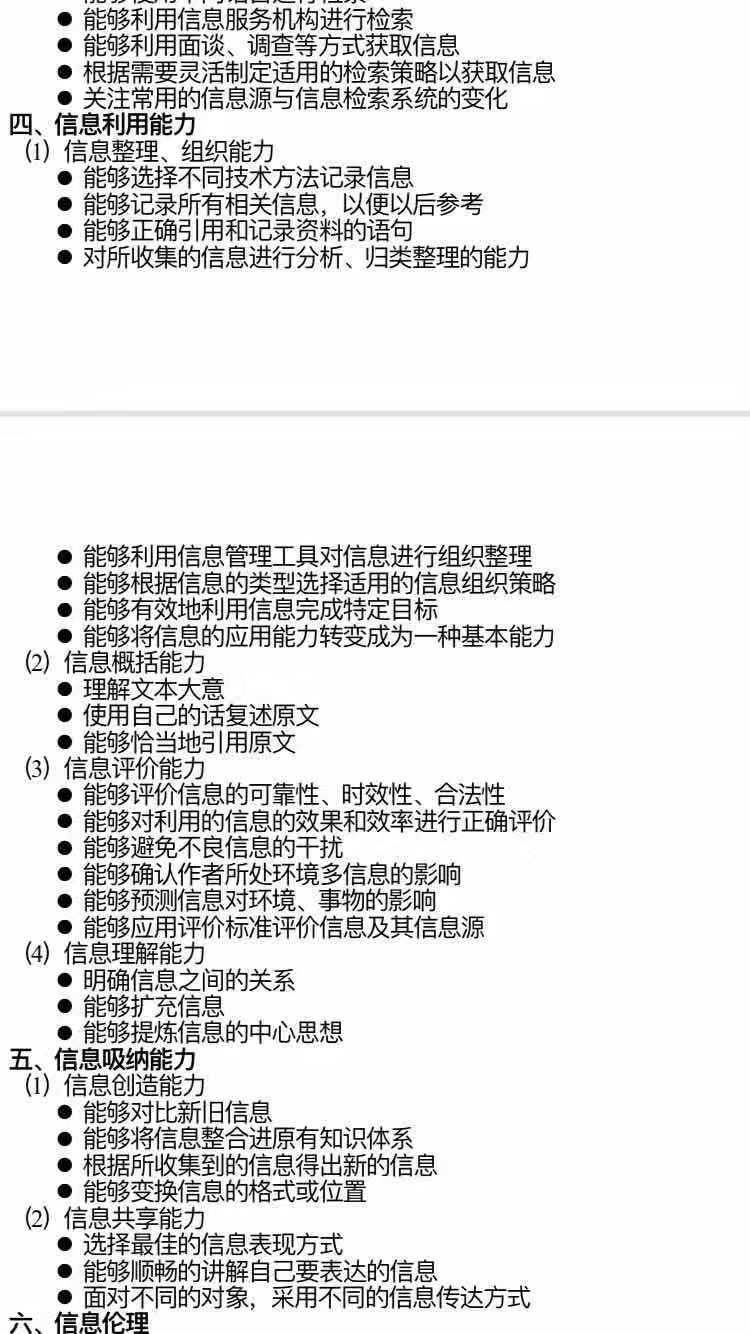 ● 能够利用信息服务机构进行检索
● 能够利用面谈、调查等方式获取信息
● 根据需要灵活制定适用的检索策略以获取信息
● 关注常用的信息源与信息检索系统的变化
四、信息利用能力
（1）信息整理、组织能力
● 能够选择不同技术方法记录信息
● 能够记录所有相关信息，以便以后参考
● 能够正确引用和记录资料的语句
● 对所收集的信息进行分析、归类整理的能力
● 能够利用信息管理工具对信息进行组织整理
● 能够根据信息的类型选择适用的信息组织策略
● 能够有效地利用信息完成特定目标
● 能够将信息的应用能力转变成为一种基本能力
（2）信息概括能力
● 理解文本大意
● 使用自己的话复述原文
● 能够恰当地引用原文
（3）信息评价能力
● 能够评价信息的可靠性、时效性、合法性
● 能够对利用的信息的效果和效率进行正确评价
● 能够避免不良信息的干扰
● 能够确认作者所处环境多信息的影响
● 能够预测信息对环境、事物的影响
● 能够应用评价标准评价信息及其信息源
（4）信息理解能力
● 明确信息之间的关系
● 能够扩充信息
● 能够提炼信息的中心思想
五、信息吸纳能力
（1）信息创造能力
● 能够对比新旧信息
● 能够将信息整合进原有知识体系
● 根据所收集到的信息得出新的信息
● 能够变换信息的格式或位置
（2）信息共享能力
● 选择最佳的信息表现方式
● 能够顺畅的讲解自己要表达的信息
● 面对不同的对象，采用不同的信息传达方式
六、信息伦理